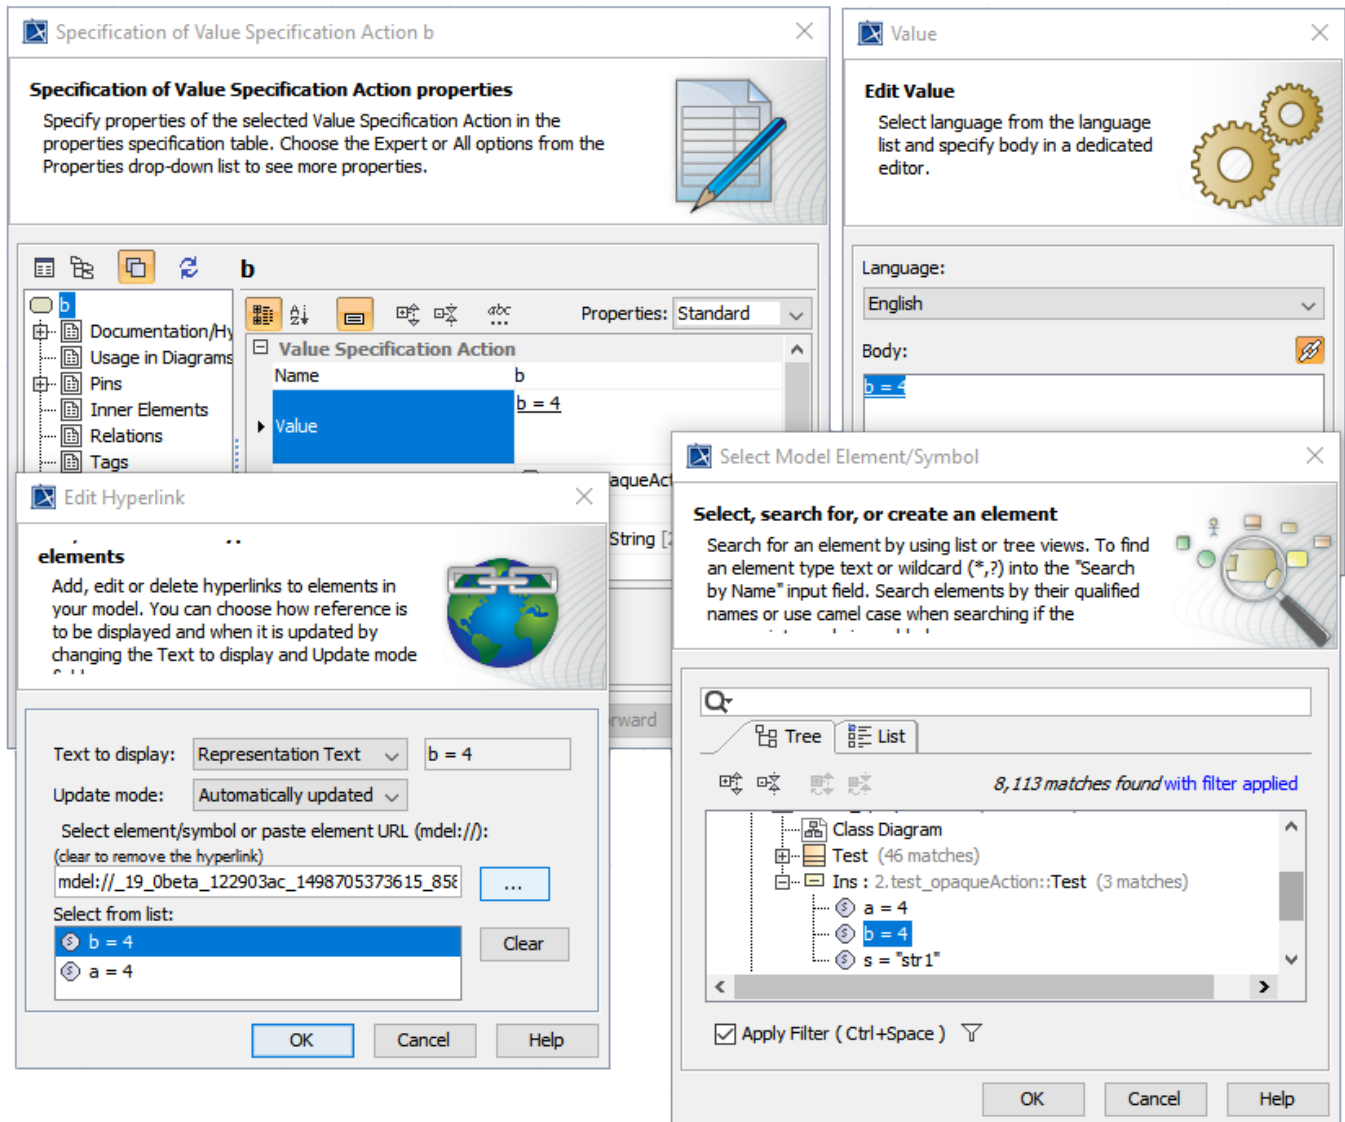 Specification of Value Specification Action b
Specification of Value Specification Action properties
Specify properties of the selected Value Specification Action in the
properties specification table. Choose the Expert or All options from the
Properties drop-down list to see more properties.
b
b
Documentation/Hy
Usage in Diagrams
Pins
Inner Elements
Relations
Tags
abc
Properties: Standard
Value Specification Action
Name b
Value b = 4
aqueAct
String [2
rward
Value
Edit Value
Select language from the language
list and specify body in a dedicated
editor.
Language:
English
Body:
b = 4
Edit Hyperlink
elements
Add, edit or delete hyperlinks to elements in
your model. You can choose how reference is
to be displayed and when it is updated by
changing the Text to display and Update mode
Text to display: Representation Text b = 4
Update mode: Automatically updated
Select element/symbol or paste element URL (mdel://):
(clear to remove the hyperlink)
mdel://_19_0beta_122903ac_1498705373615_858 ...
Select from list:
b = 4
a = 4
Clear
OK Cancel Help
Select Model Element/Symbol
Select, search for, or create an element
Search for an element by using list or tree views. To find
an element type text or wildcard (*,?) into the "Search
by Name" input field. Search elements by their qualified
names or use camel case when searching if the
Tree List
8,113 matches found with filter applied
Class Diagram
Test (46 matches)
Ins : 2.test_opaqueAction::Test (3 matches)
a = 4
b = 4
s = "str1"
Apply Filter (Ctrl+Space)
OK Cancel Help